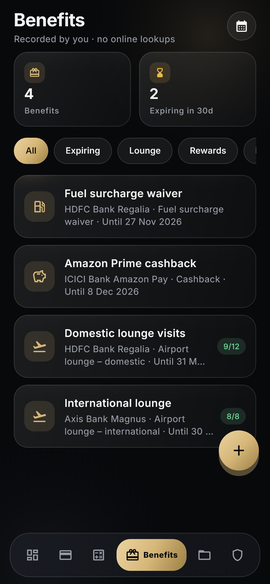 Benefits
Recorded by you · no online lookups
4
Benefits
2
Expiring in 30d
All
Expiring
Lounge
Rewards
Fuel surcharge waiver
HDFC Bank Regalia · Fuel surcharge
waiver · Until 27 Nov 2026
Amazon Prime cashback
ICICI Bank Amazon Pay · Cashback ·
Until 8 Dec 2026
Domestic lounge visits
HDFC Bank Regalia · Airport
lounge – domestic · Until 31 M...
9/12
International lounge
Axis Bank Magnus · Airport
lounge – international · Until 30 ...
8/8
Benefits